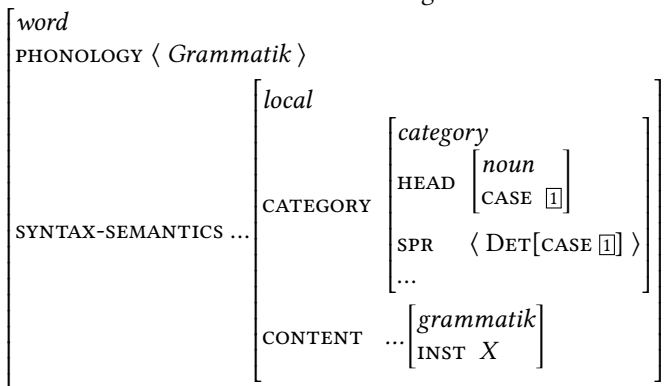 word
PHONOLOGY ⟨ Grammatik ⟩
local
category
HEAD noun
CASE 1
CATEGORY
SYNTAX-SEMANTICS ...
SPR ⟨ DET[CASE 1] ⟩
...
CONTENT ... grammatik
INST X